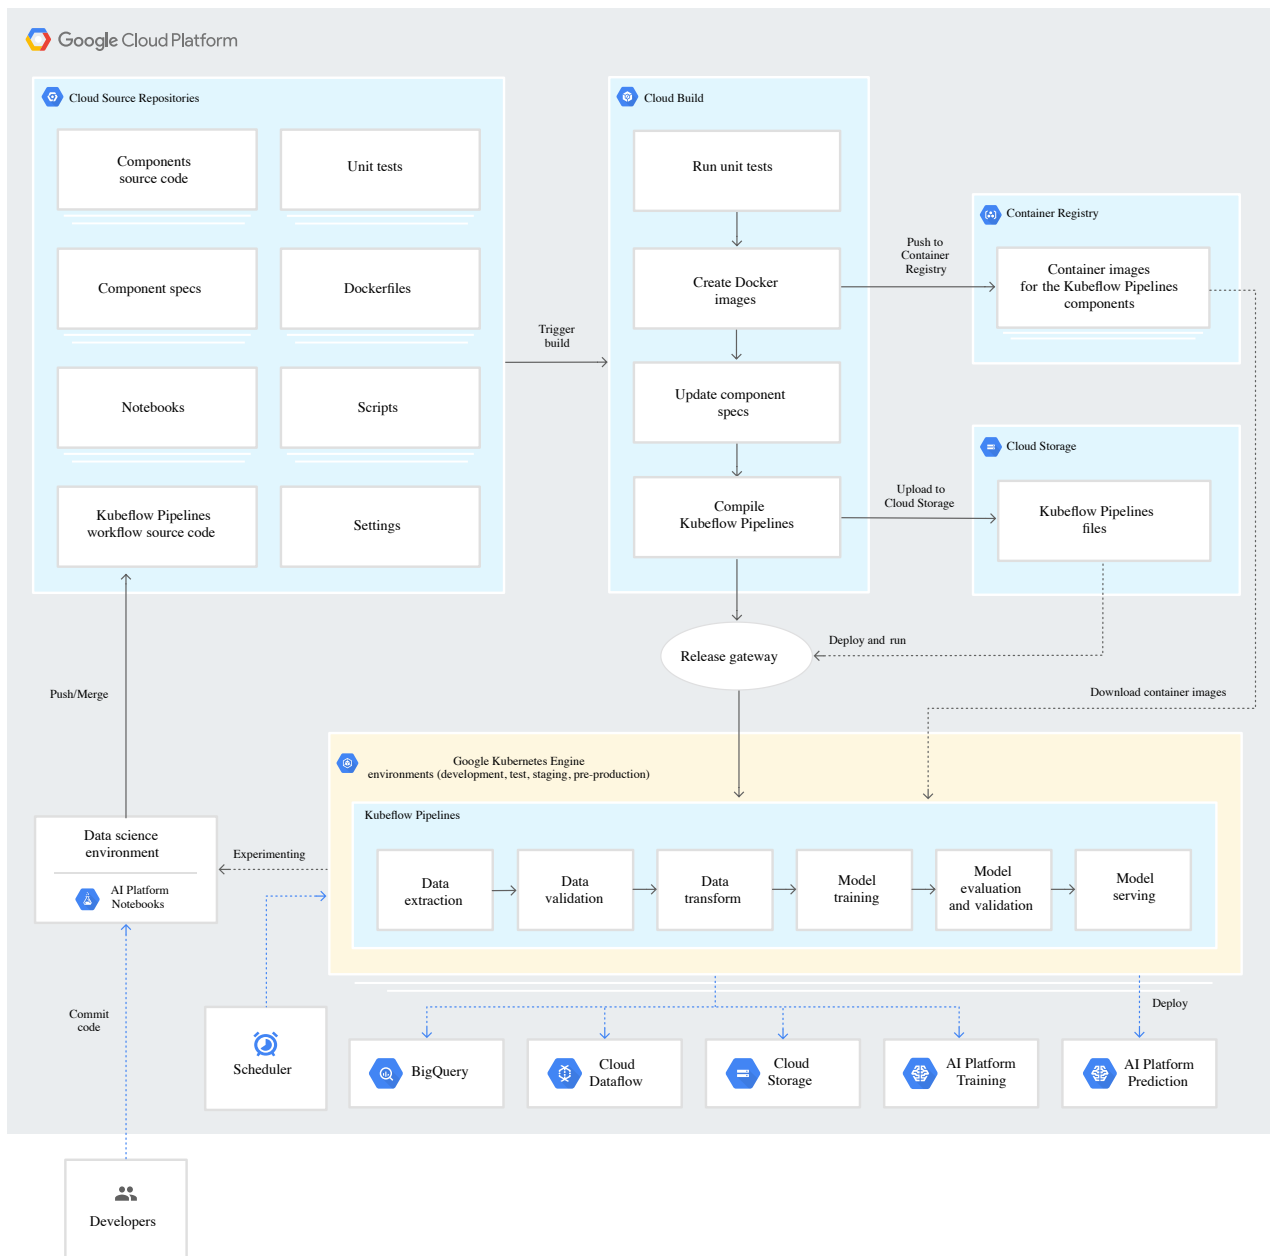 Google Cloud Platform
Cloud Source Repositories
Components
source code
Unit tests
Component specs
Dockerfiles
Notebooks
Scripts
Kubeflow Pipelines
workflow source code
Settings
Trigger
build
Cloud Build
Run unit tests
Create Docker
images
Update component
specs
Compile
Kubeflow Pipelines
Push to
Container
Registry
Container Registry
Container images
for the Kubeflow Pipelines
components
Upload to
Cloud Storage
Cloud Storage
Kubeflow Pipelines
files
Release gateway
Deploy and run
Download container images
Push/Merge
Google Kubernetes Engine
environments (development, test, staging, pre-production)
Kubeflow Pipelines
Data
extraction
Data
validation
Data
transform
Model
training
Model
evaluation
and validation
Model
serving
Data science
environment
AI Platform
Notebooks
Experimenting
Commit
code
Scheduler
Deploy
BigQuery
Cloud
Dataflow
Cloud
Storage
AI Platform
Training
AI Platform
Prediction
Developers